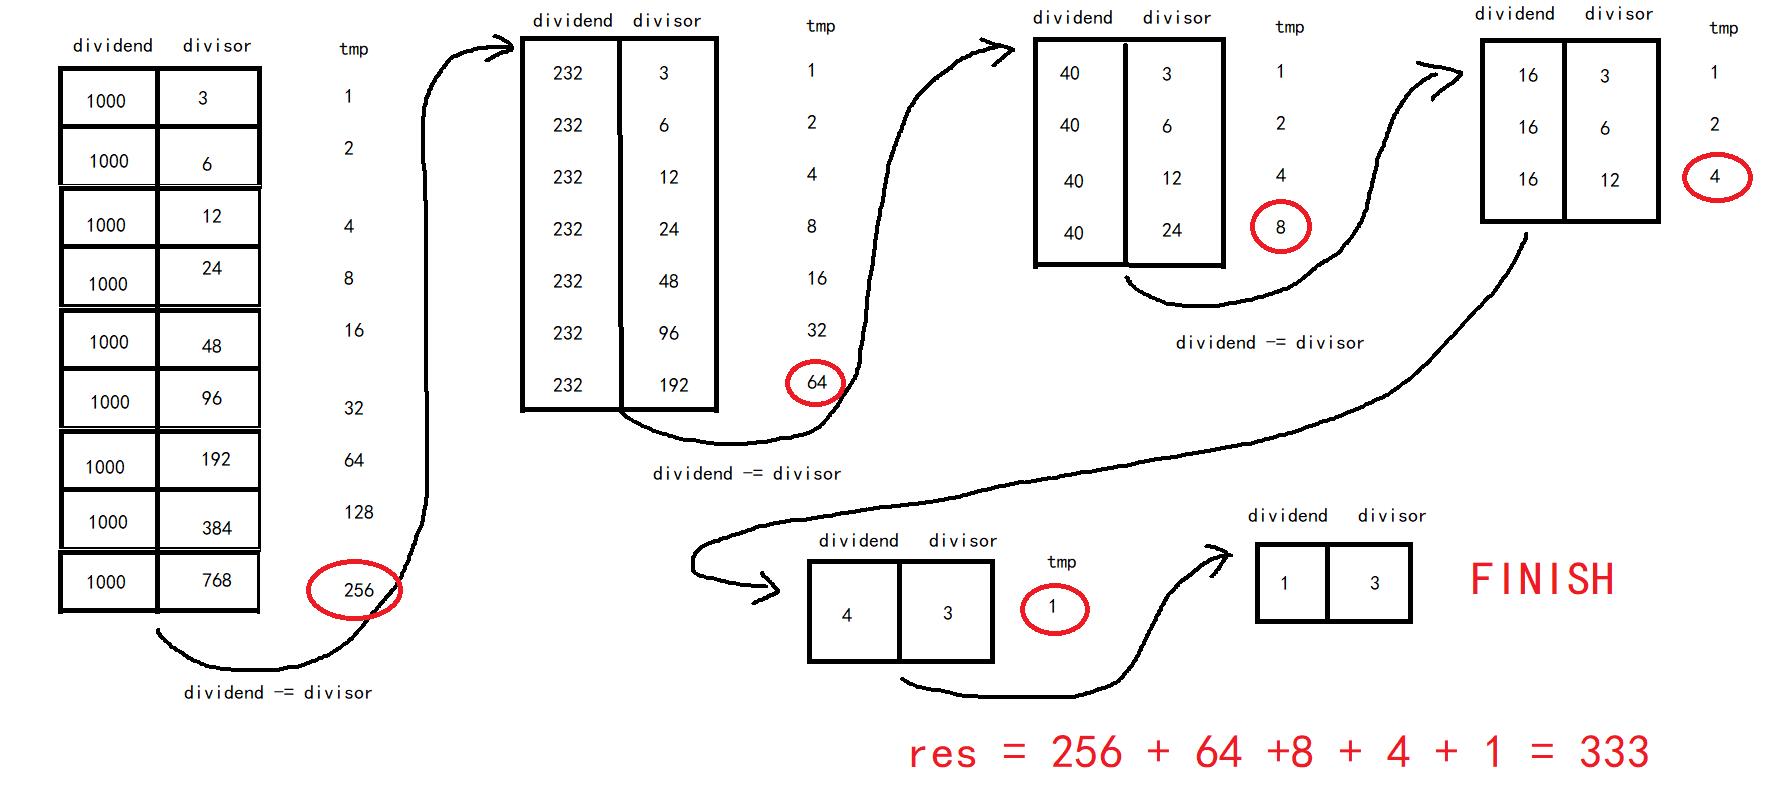 dividend divisor tmp
1000 3 1
1000 6 2
1000 12 4
1000 24 8
1000 48 16
1000 96 32
1000 192 64
1000 384 128
1000 768 256
dividend -= divisor
dividend divisor tmp
232 3 1
232 6 2
232 12 4
232 24 8
232 48 16
232 96 32
232 192 64
dividend -= divisor
dividend divisor tmp
40 3 1
40 6 2
40 12 4
40 24 8
dividend -= divisor
dividend divisor tmp
16 3 1
16 6 2
16 12 4
dividend divisor tmp
4 3 1
dividend divisor
1 3
FINISH
res = 256 + 64 +8 + 4 + 1 = 333